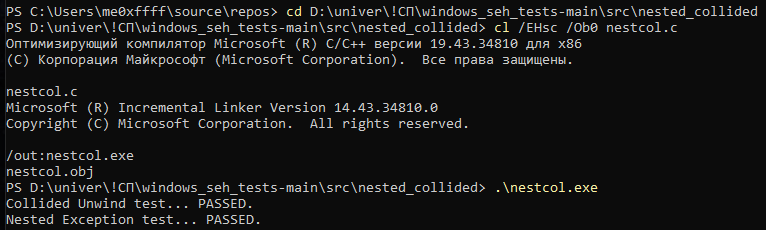 PS C:\Users\me0xffff\source\repos> cd D:\univer\!СП\windows_seh_tests-main\src\nested_collided
PS D:\univer\!СП\windows_seh_tests-main\src\nested_collided> cl /EHsc /Ob0 nestcol.c
Оптимизирующий компилятор Microsoft (R) C/C++ версии 19.43.34810 для x86
(C) Корпорация Майкрософт (Microsoft Corporation).  Все права защищены.

nestcol.c
Microsoft (R) Incremental Linker Version 14.43.34810.0
Copyright (C) Microsoft Corporation.  All rights reserved.

/out:nestcol.exe
nestcol.obj
PS D:\univer\!СП\windows_seh_tests-main\src\nested_collided> .\nestcol.exe
Collided Unwind test... PASSED.
Nested Exception test... PASSED.